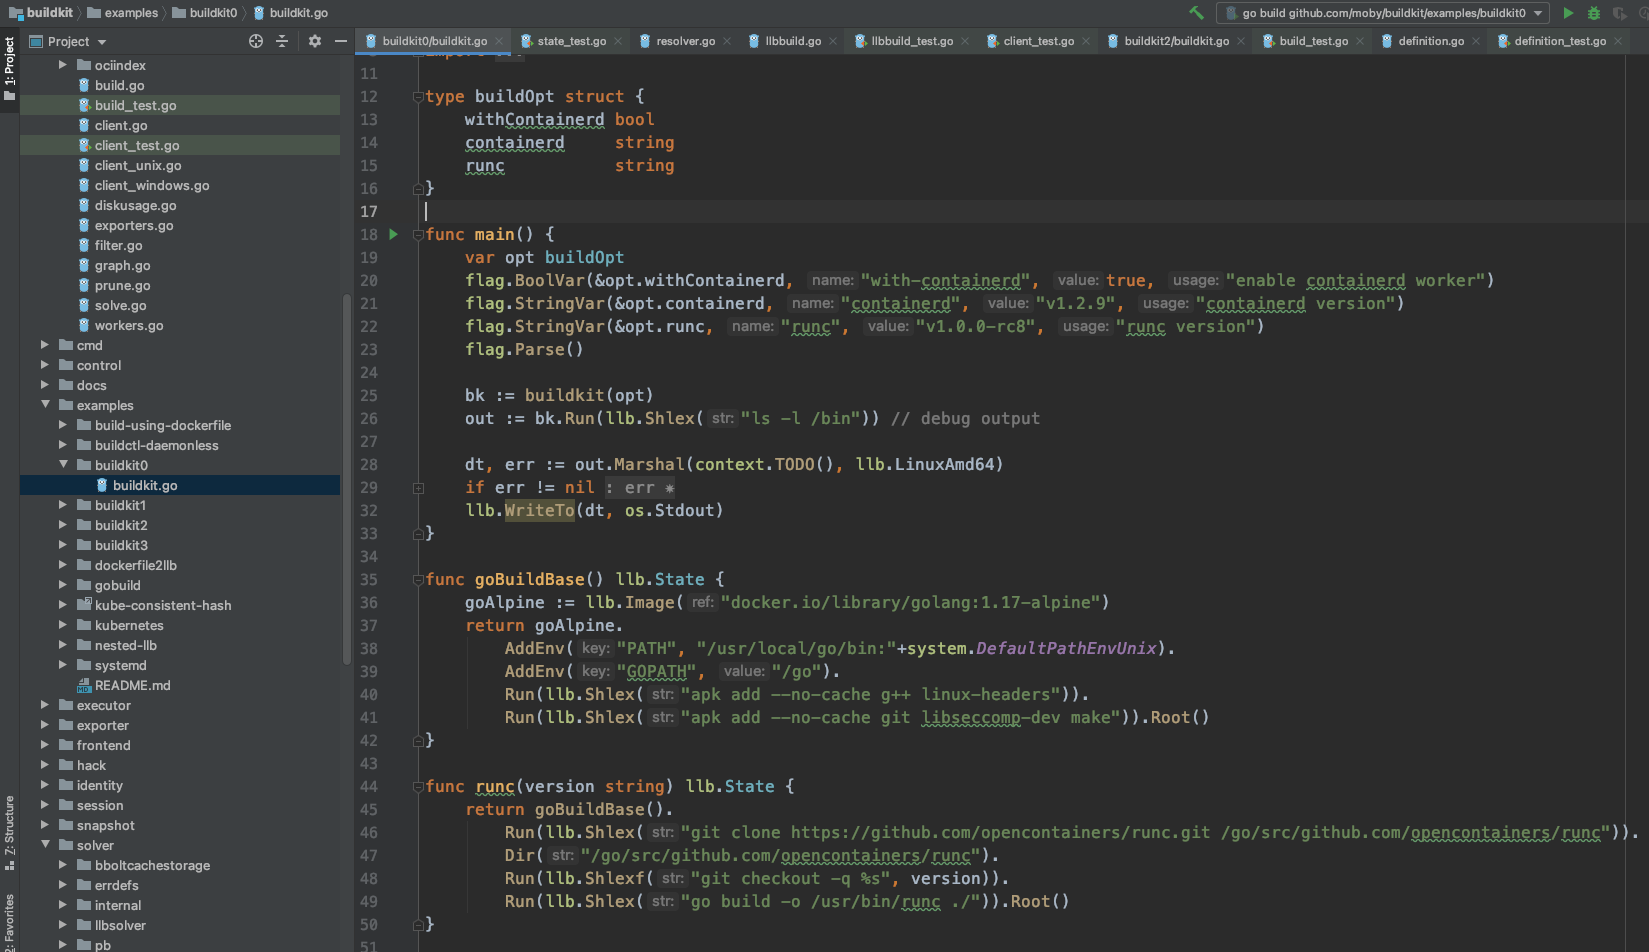 buildkit examples buildkit0 buildkit.go
go build github.com/moby/buildkit/examples/buildkit0
Project
buildkit0/buildkit.go state_test.go resolver.go llbbuild.go llbbuild_test.go client_test.go buildkit2/buildkit.go build_test.go definition.go definition_test.go
1: Project
7: Structure
2: Favorites
ociindex
build.go
build_test.go
client.go
client_test.go
client_unix.go
client_windows.go
diskusage.go
exporters.go
filter.go
graph.go
prune.go
solve.go
workers.go
cmd
control
docs
examples
build-using-dockerfile
buildctl-daemonless
buildkit0
buildkit.go
buildkit1
buildkit2
buildkit3
dockerfile2llb
gobuild
kube-consistent-hash
kubernetes
nested-llb
systemd
README.md
executor
exporter
frontend
hack
identity
session
snapshot
solver
bboltcachestorage
errdefs
internal
llbsolver
pb
11
12 type buildOpt struct {
13 withContainerd bool
14 containerd string
15 runc string
16 }
17
18 func main() {
19 var opt buildOpt
20 flag.BoolVar(&opt.withContainerd, name: "with-containerd", value: true, usage: "enable containerd worker")
21 flag.StringVar(&opt.containerd, name: "containerd", value: "v1.2.9", usage: "containerd version")
22 flag.StringVar(&opt.runc, name: "runc", value: "v1.0.0-rc8", usage: "runc version")
23 flag.Parse()
24
25 bk := buildkit(opt)
26 out := bk.Run(llb.Shlex( str: "ls -l /bin")) // debug output
27
28 dt, err := out.Marshal(context.TODO(), llb.LinuxAmd64)
29 if err != nil : err *
32 llb.WriteTo(dt, os.Stdout)
33 }
34
35 func goBuildBase() llb.State {
36 goAlpine := llb.Image( ref: "docker.io/library/golang:1.17-alpine")
37 return goAlpine.
38 AddEnv( key: "PATH", "/usr/local/go/bin:"+system.DefaultPathEnvUnix).
39 AddEnv( key: "GOPATH", value: "/go").
40 Run(llb.Shlex( str: "apk add --no-cache g++ linux-headers")).
41 Run(llb.Shlex( str: "apk add --no-cache git libseccomp-dev make")).Root()
42 }
43
44 func runc(version string) llb.State {
45 return goBuildBase().
46 Run(llb.Shlex( str: "git clone https://github.com/opencontainers/runc.git /go/src/github.com/opencontainers/runc")).
47 Dir( str: "/go/src/github.com/opencontainers/runc").
48 Run(llb.Shlexf( str: "git checkout -q %s", version)).
49 Run(llb.Shlex( str: "go build -o /usr/bin/runc ./")).Root()
50 }
51